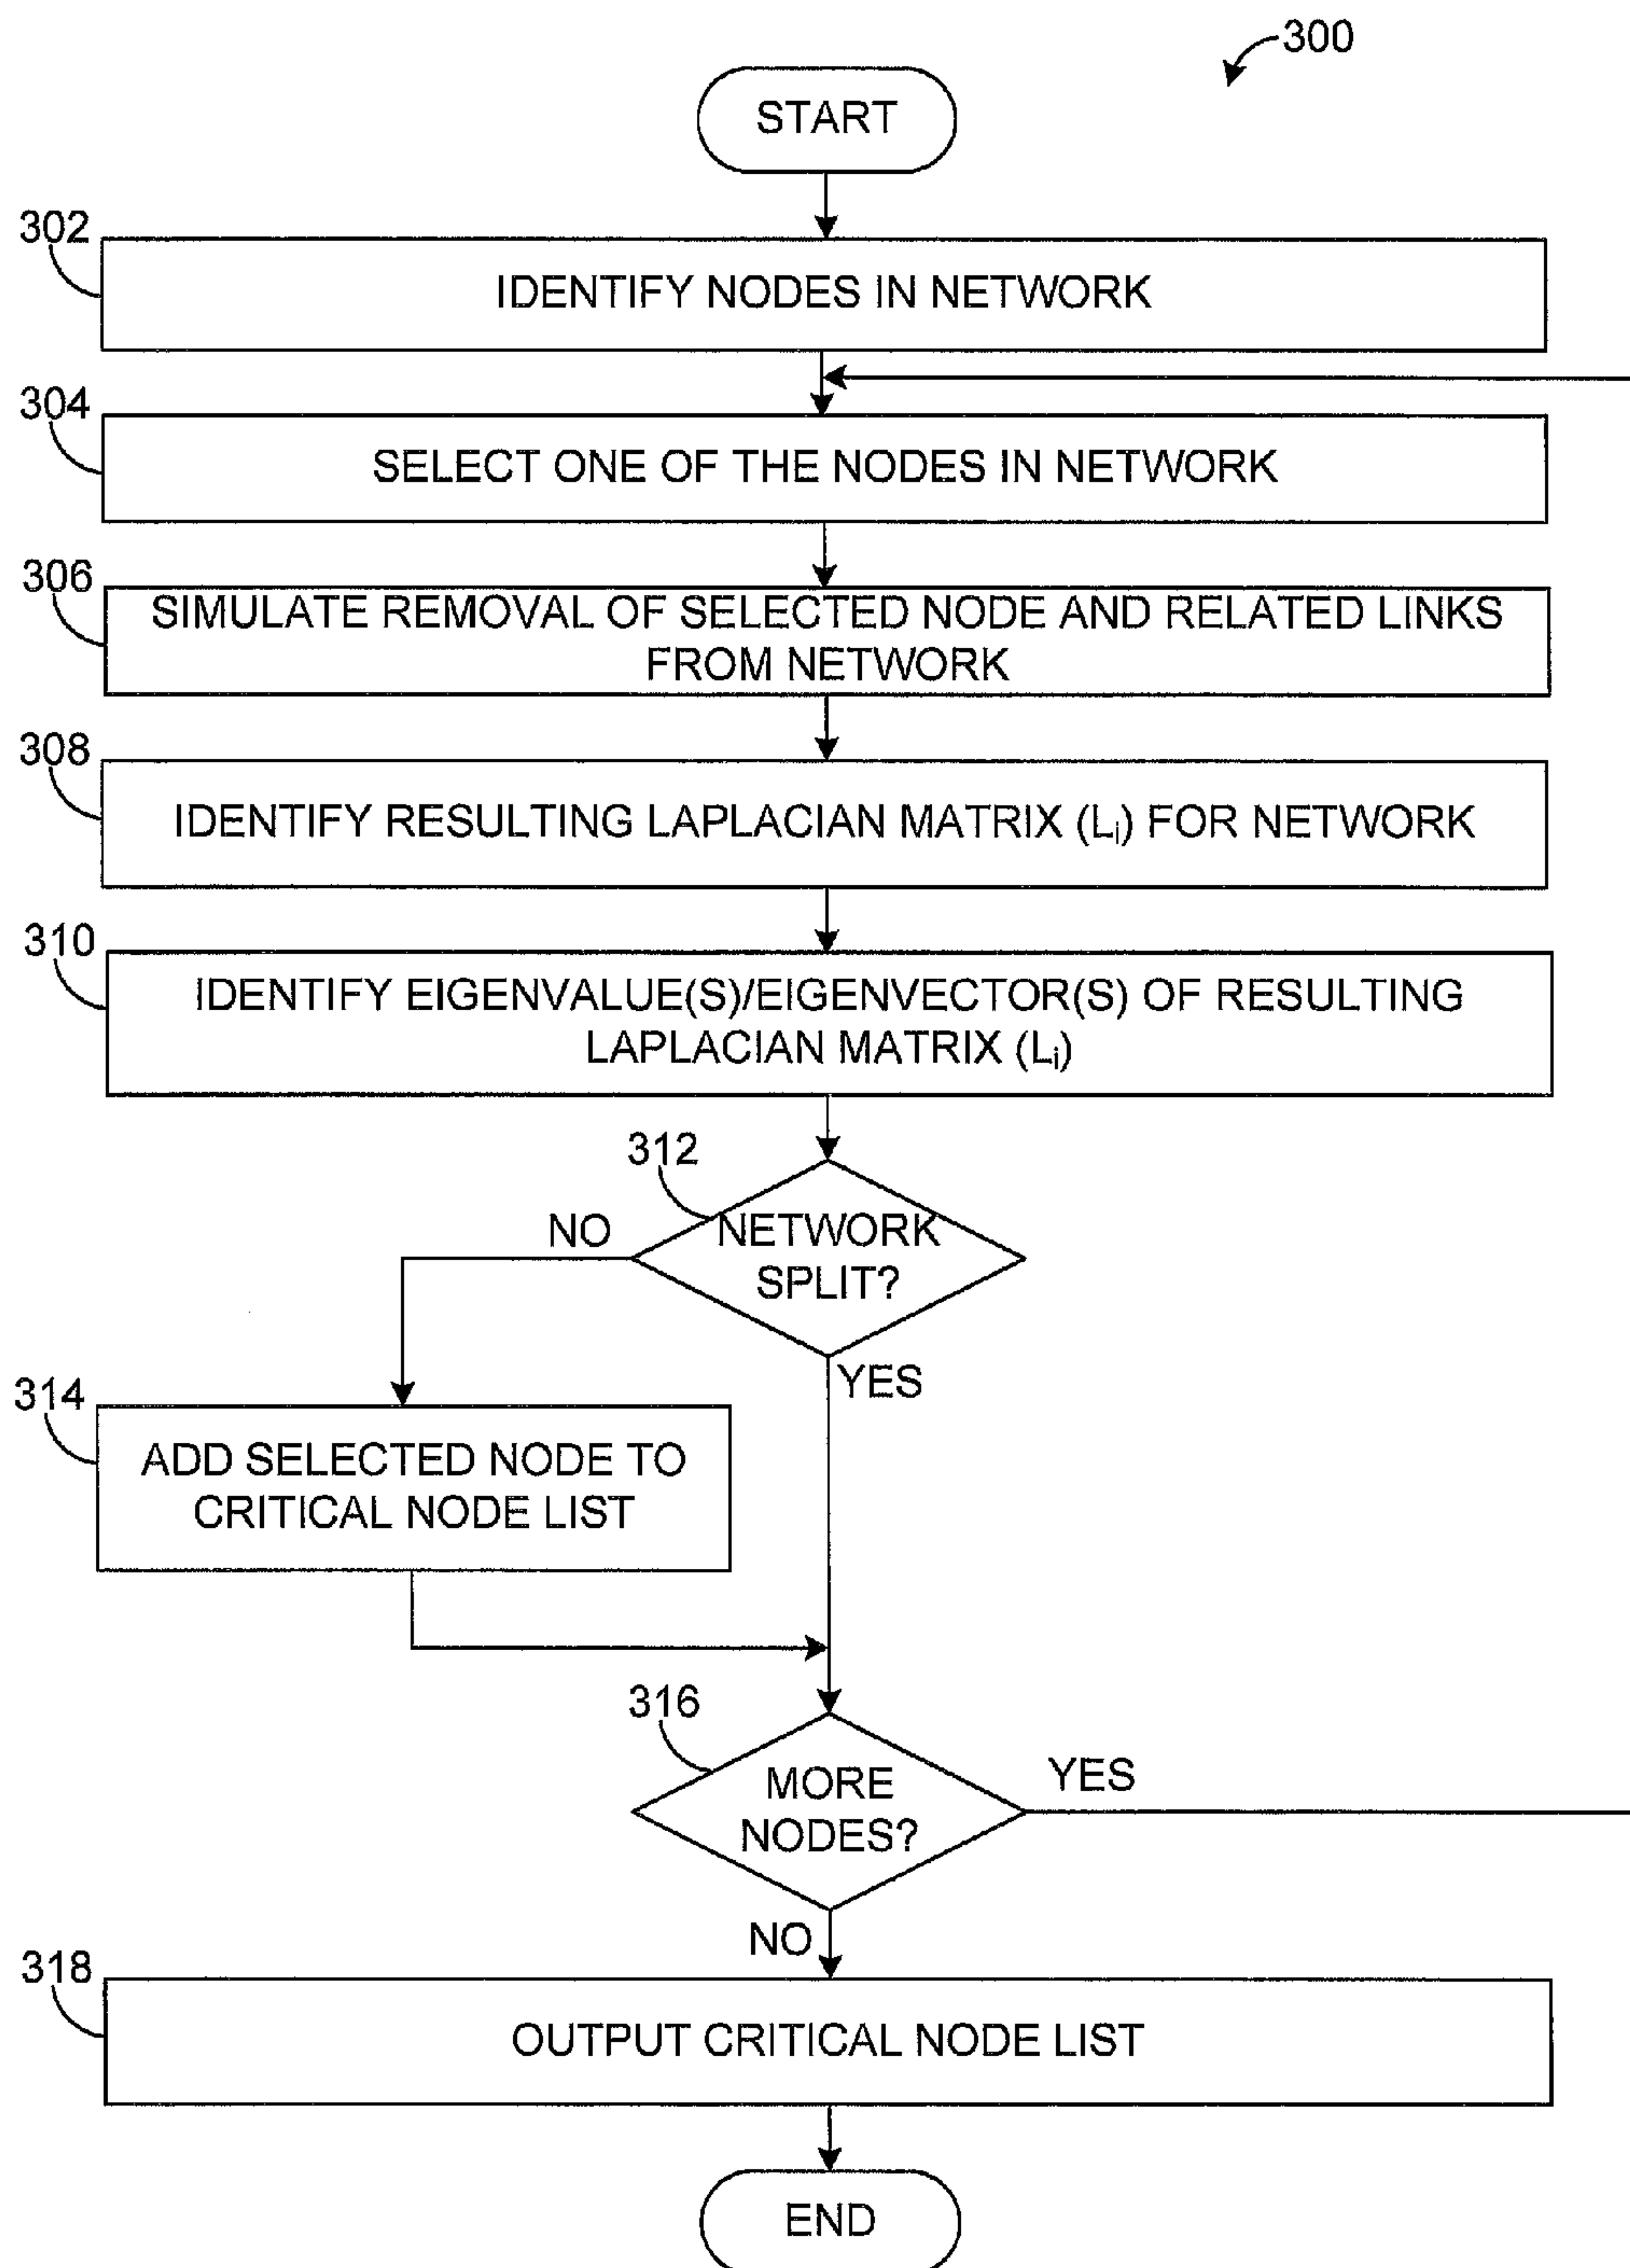 300
START
302
IDENTIFY NODES IN NETWORK
304
SELECT ONE OF THE NODES IN NETWORK
306
SIMULATE REMOVAL OF SELECTED NODE AND RELATED LINKS
FROM NETWORK
308
IDENTIFY RESULTING LAPLACIAN MATRIX (Li) FOR NETWORK
310
IDENTIFY EIGENVALUE(S)/EIGENVECTOR(S) OF RESULTING
LAPLACIAN MATRIX (Li)
312
NO
NETWORK
SPLIT?
YES
314
ADD SELECTED NODE TO
CRITICAL NODE LIST
316
MORE
NODES?
YES
NO
318
OUTPUT CRITICAL NODE LIST
END